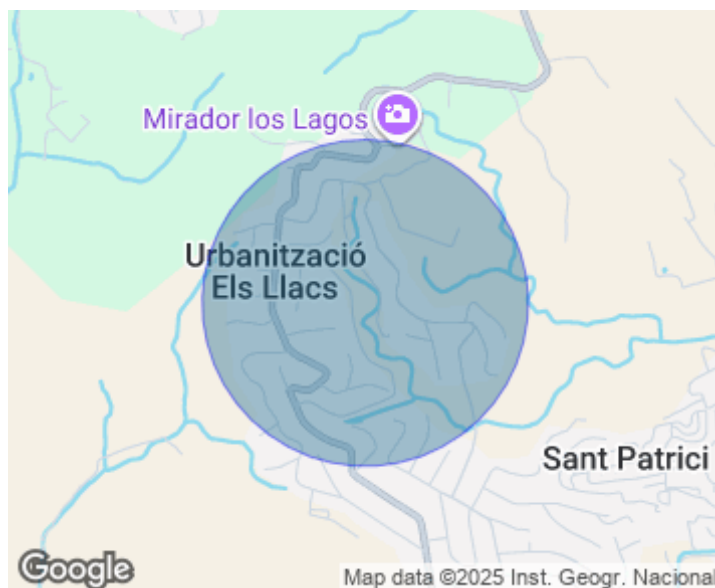 Mirador los Lagos
Urbanització
Els Llacs
Sant Patrici
Google
Map data ©2025 Inst. Geogr. Nacional